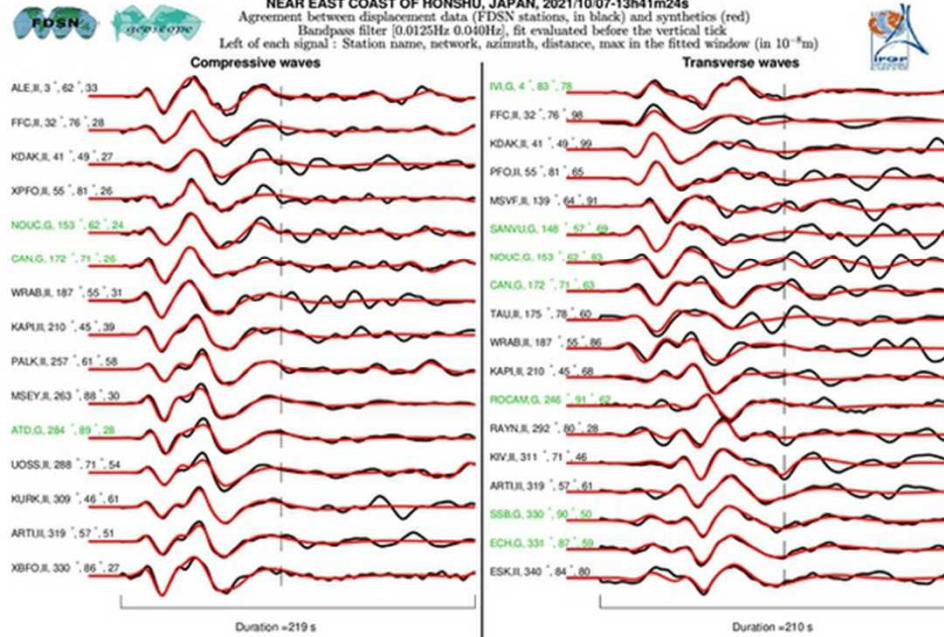 NEAR EAST COAST OF HONSHU, JAPAN, 2021/10/07-13h41m24s
Agreement between displacement data (FDSN stations, in black) and synthetics (red)
Bandpass filter [0.0125Hz 0.040Hz], fit evaluated before the vertical tick
Left of each signal : Station name, network, azimuth, distance, max in the fitted window (in 10⁻⁸m)
FDSN
geoscope
IPGP
Compressive waves
ALE,II, 3 °, 62 °, 33
FFC,II, 32 °, 76 °, 28
KDAK,II, 41 °, 49 °, 27
XPFO,II, 55 °, 81 °, 26
NOUC,G, 153 °, 62 °, 24
CAN,G, 172 °, 71 °, 26
WRAB,II, 187 °, 55 °, 31
KAPI,II, 210 °, 45 °, 39
PALK,II, 257 °, 61 °, 58
MSEY,II, 263 °, 88 °, 30
ATD,G, 284 °, 89 °, 28
UOSS,II, 288 °, 71 °, 54
KURK,II, 309 °, 46 °, 61
ARTI,II, 319 °, 57 °, 51
XBFO,II, 330 °, 86 °, 27
Duration =219 s
Transverse waves
IVI,G, 4 °, 83 °, 78
FFC,II, 32 °, 76 °, 98
KDAK,II, 41 °, 49 °, 99
PFO,II, 55 °, 81 °, 65
MSVF,II, 139 °, 64 °, 91
SANVU,G, 148 °, 57 °, 69
NOUC,G, 153 °, 62 °, 83
CAN,G, 172 °, 71 °, 63
TAU,II, 175 °, 78 °, 60
WRAB,II, 187 °, 55 °, 86
KAPI,II, 210 °, 45 °, 68
ROCAM,G, 246 °, 91 °, 62
RAYN,II, 292 °, 80 °, 28
KIV,II, 311 °, 71 °, 46
ARTI,II, 319 °, 57 °, 61
SSB,G, 330 °, 90 °, 50
ECH,G, 331 °, 87 °, 59
ESK,II, 340 °, 84 °, 80
Duration =210 s